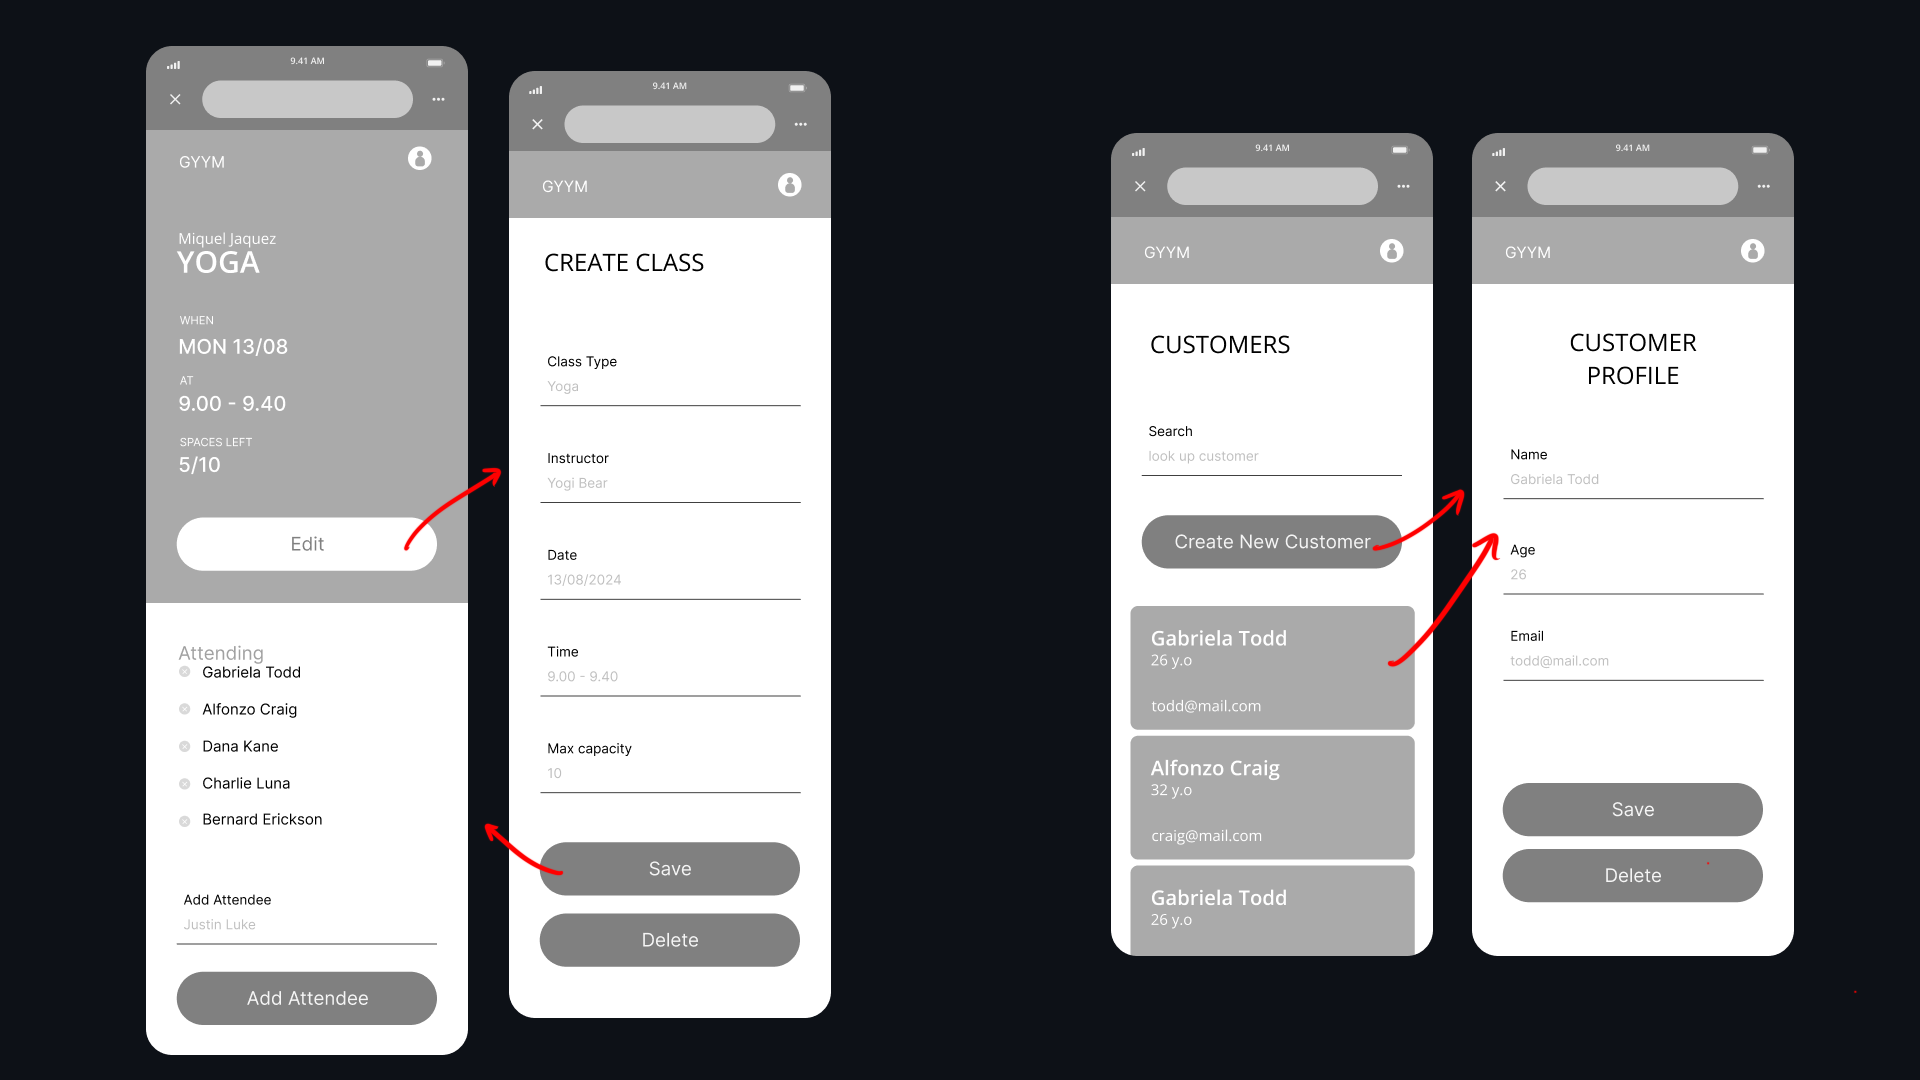 9.41 AM
GYYM
Miquel Jaquez
YOGA
WHEN
MON 13/08
AT
9.00 - 9.40
SPACES LEFT
5/10
Edit
Attending
Gabriela Todd
Alfonzo Craig
Dana Kane
Charlie Luna
Bernard Erickson
Add Attendee
Justin Luke
Add Attendee
9.41 AM
GYYM
CREATE CLASS
Class Type
Yoga
Instructor
Yogi Bear
Date
13/08/2024
Time
9.00 - 9.40
Max capacity
10
Save
Delete
9.41 AM
GYYM
CUSTOMERS
Search
look up customer
Create New Customer
Gabriela Todd
26 y.o
todd@mail.com
Alfonzo Craig
32 y.o
craig@mail.com
Gabriela Todd
26 y.o
9.41 AM
GYYM
CUSTOMER
PROFILE
Name
Gabriela Todd
Age
26
Email
todd@mail.com
Save
Delete